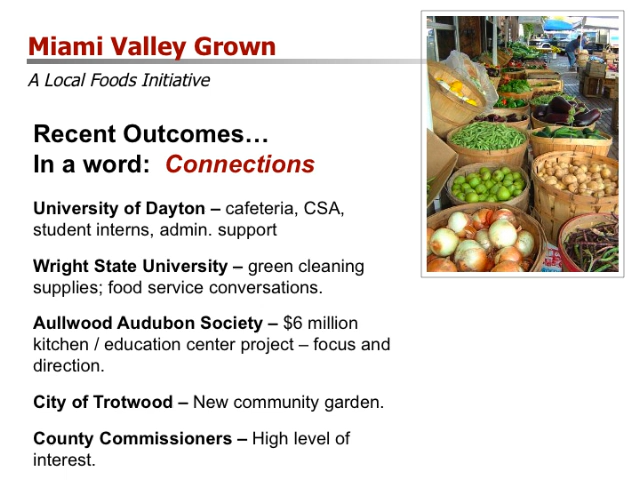 Miami Valley Grown
A Local Foods Initiative
Recent Outcomes…
In a word:  Connections
University of Dayton – cafeteria, CSA,
student interns, admin. support
Wright State University – green cleaning
supplies; food service conversations.
Aullwood Audubon Society – $6 million
kitchen / education center project – focus and
direction.
City of Trotwood – New community garden.
County Commissioners – High level of
interest.